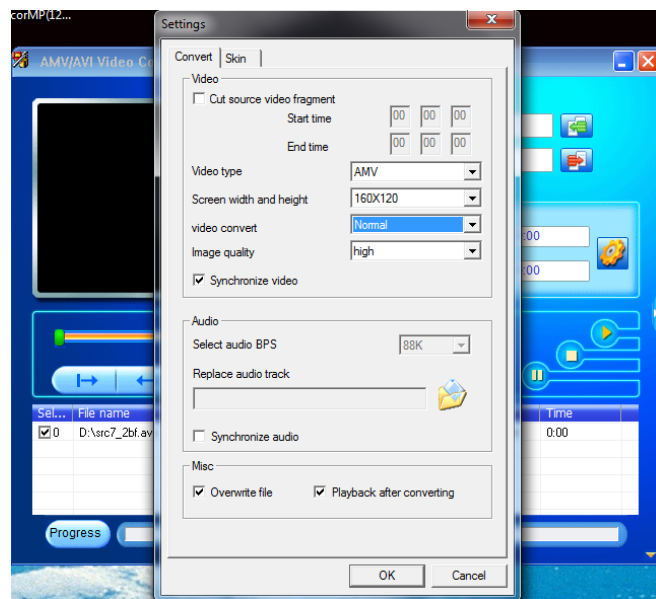 corMP(12...
Settings
AMV/AVI Video Co
Convert
Skin
Video
Cut source video fragment
Start time 00 00 00
End time 00 00 00
Video type AMV
Screen width and height 160X120
video convert Normal
Image quality high
Synchronize video
:00
:00
Audio
Select audio BPS 88K
Replace audio track
Synchronize audio
Sel... File name Time
0 D:\src7_2bf.av 0:00
Misc
Overwrite file
Playback after converting
Progress
OK
Cancel